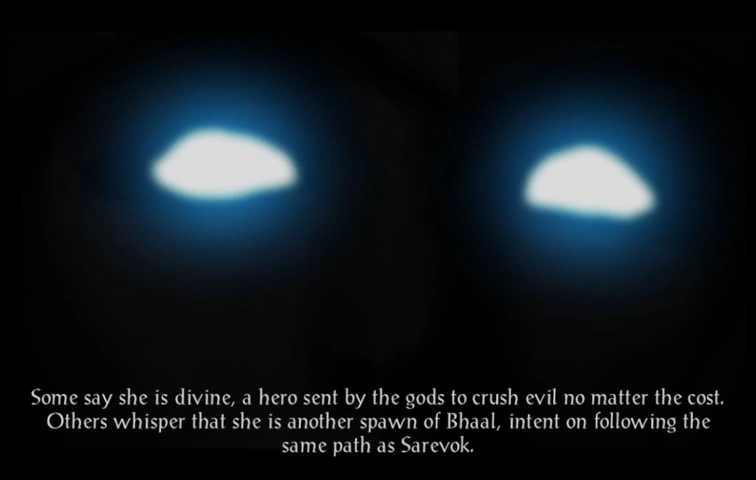 Some say she is divine, a hero sent by the gods to crush evil no matter the cost.
Others whisper that she is another spawn of Bhaal, intent on following the
same path as Sarevok.